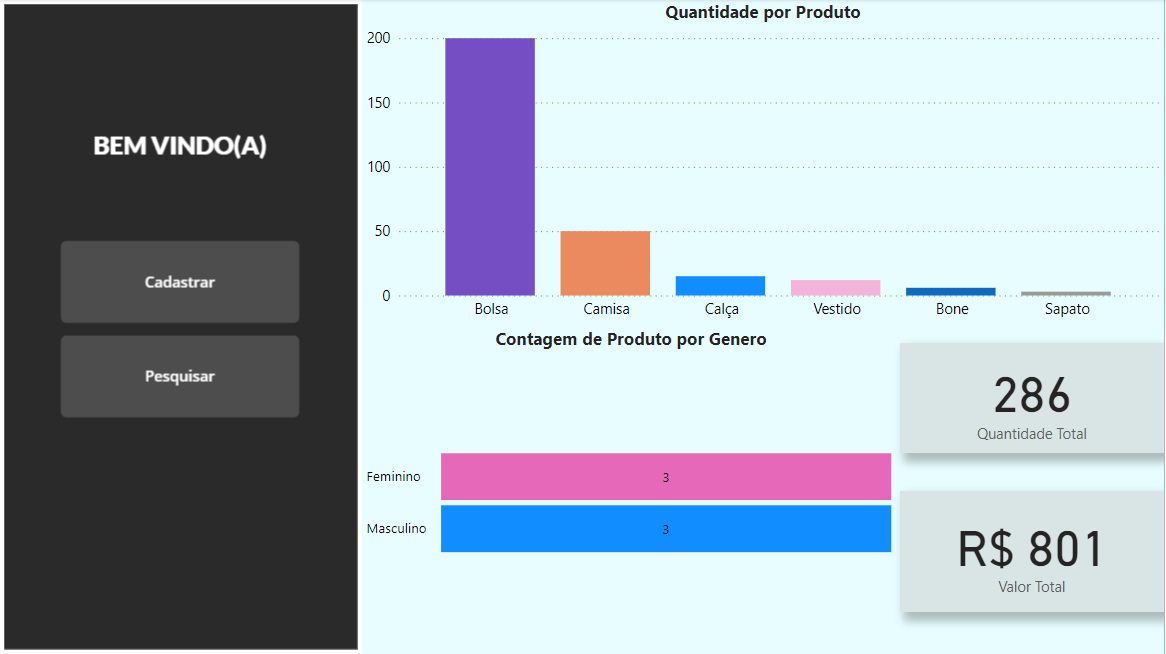 BEM VINDO(A)
Cadastrar
Pesquisar
Quantidade por Produto
200
150
100
50
0
Bolsa Camisa Calça Vestido Bone Sapato
Contagem de Produto por Genero
Feminino 3
Masculino 3
286
Quantidade Total
R$ 801
Valor Total